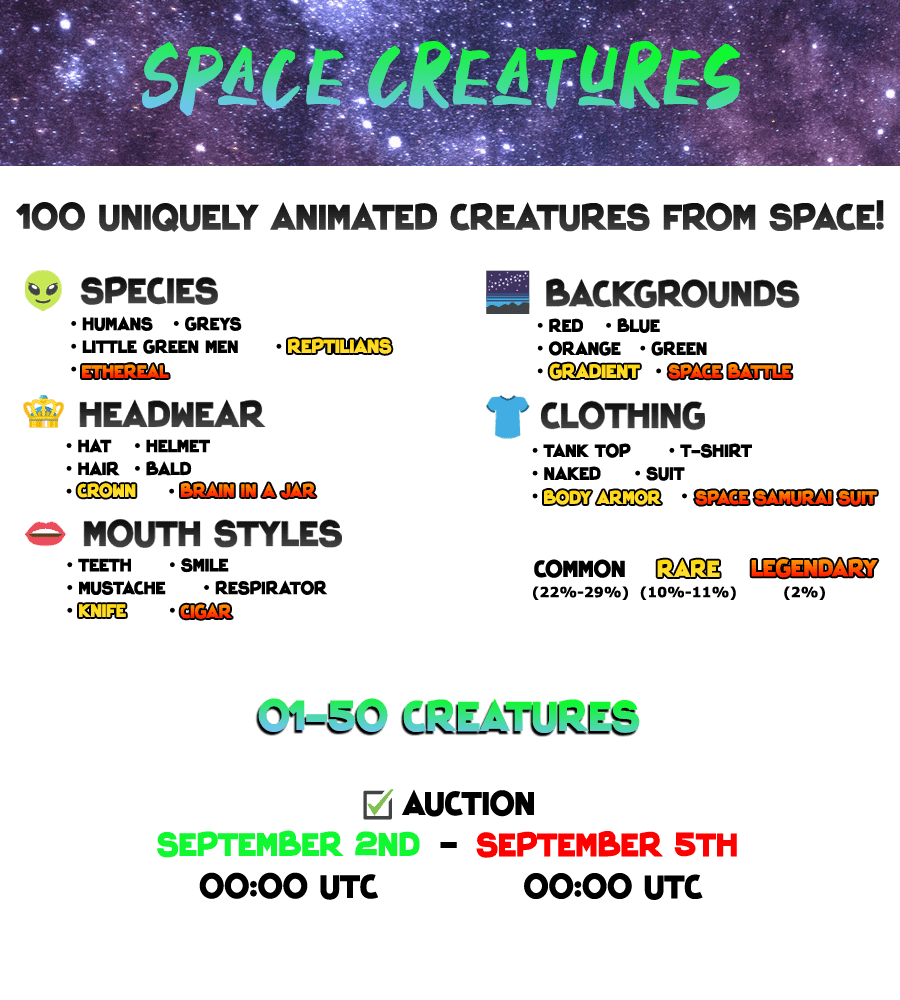 SPACE CREATURES
100 UNIQUELY ANIMATED CREATURES FROM SPACE!
SPECIES
• HUMANS • GREYS
• LITTLE GREEN MEN • REPTILIANS
• ETHEREAL
HEADWEAR
• HAT • HELMET
• HAIR • BALD
• CROWN • BRAIN IN A JAR
MOUTH STYLES
• TEETH • SMILE
• MUSTACHE • RESPIRATOR
• KNIFE • CIGAR
BACKGROUNDS
• RED • BLUE
• ORANGE • GREEN
• GRADIENT • SPACE BATTLE
CLOTHING
• TANK TOP • T-SHIRT
• NAKED • SUIT
• BODY ARMOR • SPACE SAMURAI SUIT
COMMON RARE LEGENDARY
(22%-29%) (10%-11%) (2%)
01-50 CREATURES
AUCTION
SEPTEMBER 2ND - SEPTEMBER 5TH
00:00 UTC 00:00 UTC